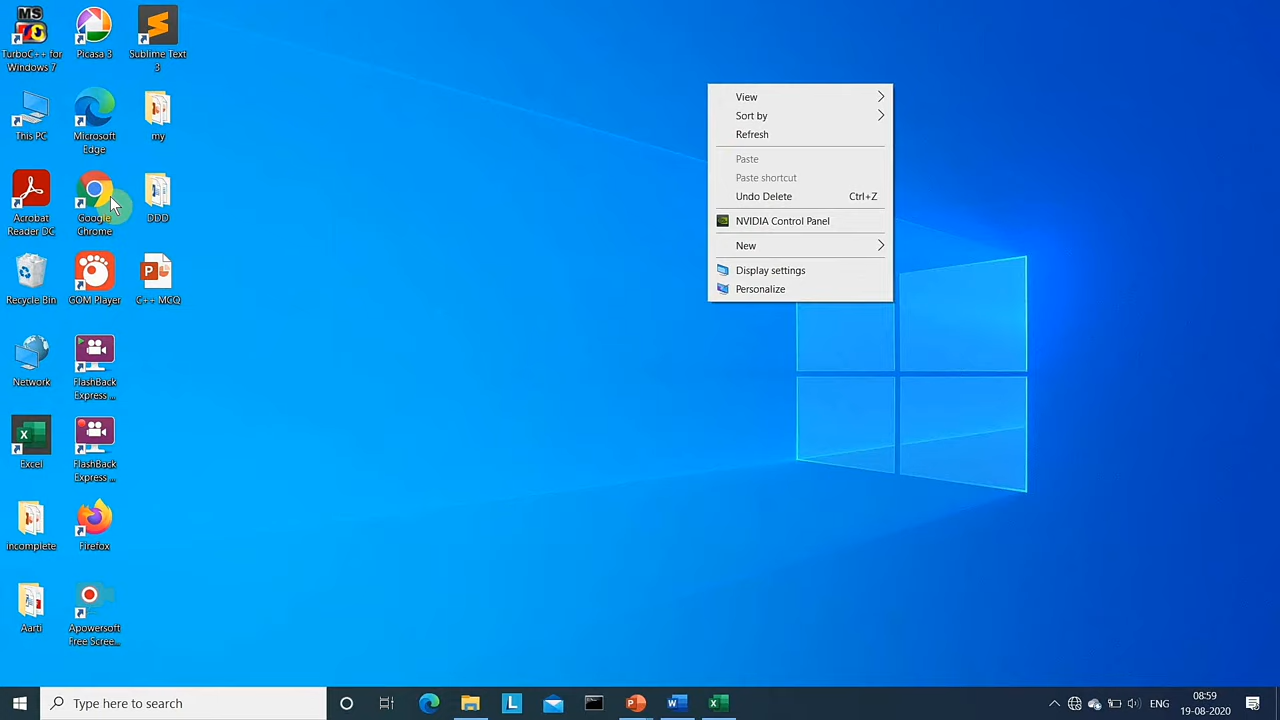 MS
TurboC++ for
Windows 7
Picasa 3
Sublime Text
3
This PC
Microsoft
Edge
my
Acrobat
Reader DC
Google
Chrome
DDD
Recycle Bin
GOM Player
C++ MCQ
Network
FlashBack
Express ...
Excel
FlashBack
Express ...
incomplete
Firefox
Aarti
Apowersoft
Free Scree...
View
Sort by
Refresh
Paste
Paste shortcut
Undo Delete Ctrl+Z
NVIDIA Control Panel
New
Display settings
Personalize
Type here to search
L
ENG
08:59
19-08-2020